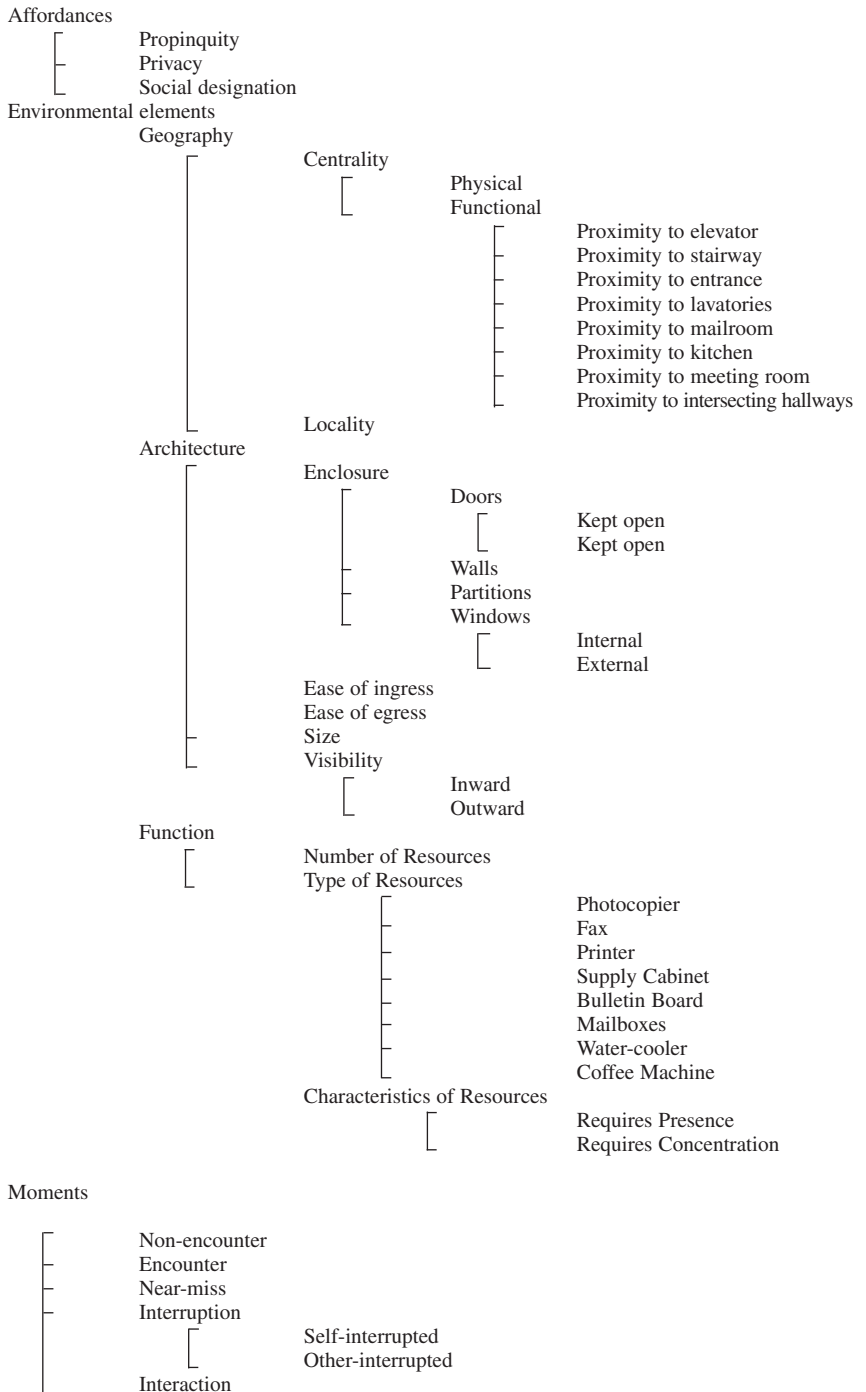 Affordances
Propinquity
Privacy
Social designation
Environmental elements
Geography
Centrality
Physical
Functional
Proximity to elevator
Proximity to stairway
Proximity to entrance
Proximity to lavatories
Proximity to mailroom
Proximity to kitchen
Proximity to meeting room
Proximity to intersecting hallways
Locality
Architecture
Enclosure
Doors
Kept open
Kept open
Walls
Partitions
Windows
Internal
External
Ease of ingress
Ease of egress
Size
Visibility
Inward
Outward
Function
Number of Resources
Type of Resources
Photocopier
Fax
Printer
Supply Cabinet
Bulletin Board
Mailboxes
Water-cooler
Coffee Machine
Characteristics of Resources
Requires Presence
Requires Concentration
Moments
Non-encounter
Encounter
Near-miss
Interruption
Self-interrupted
Other-interrupted
Interaction